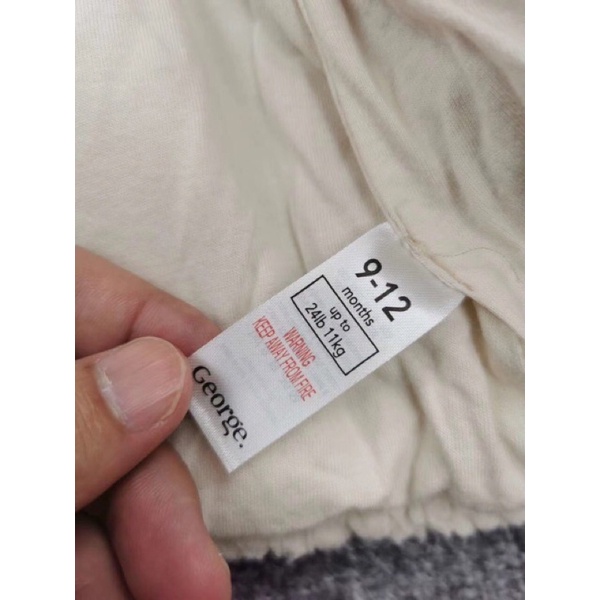 9-12
months
up to
24lb 11kg
WARNING
KEEP AWAY FROM FIRE
George.